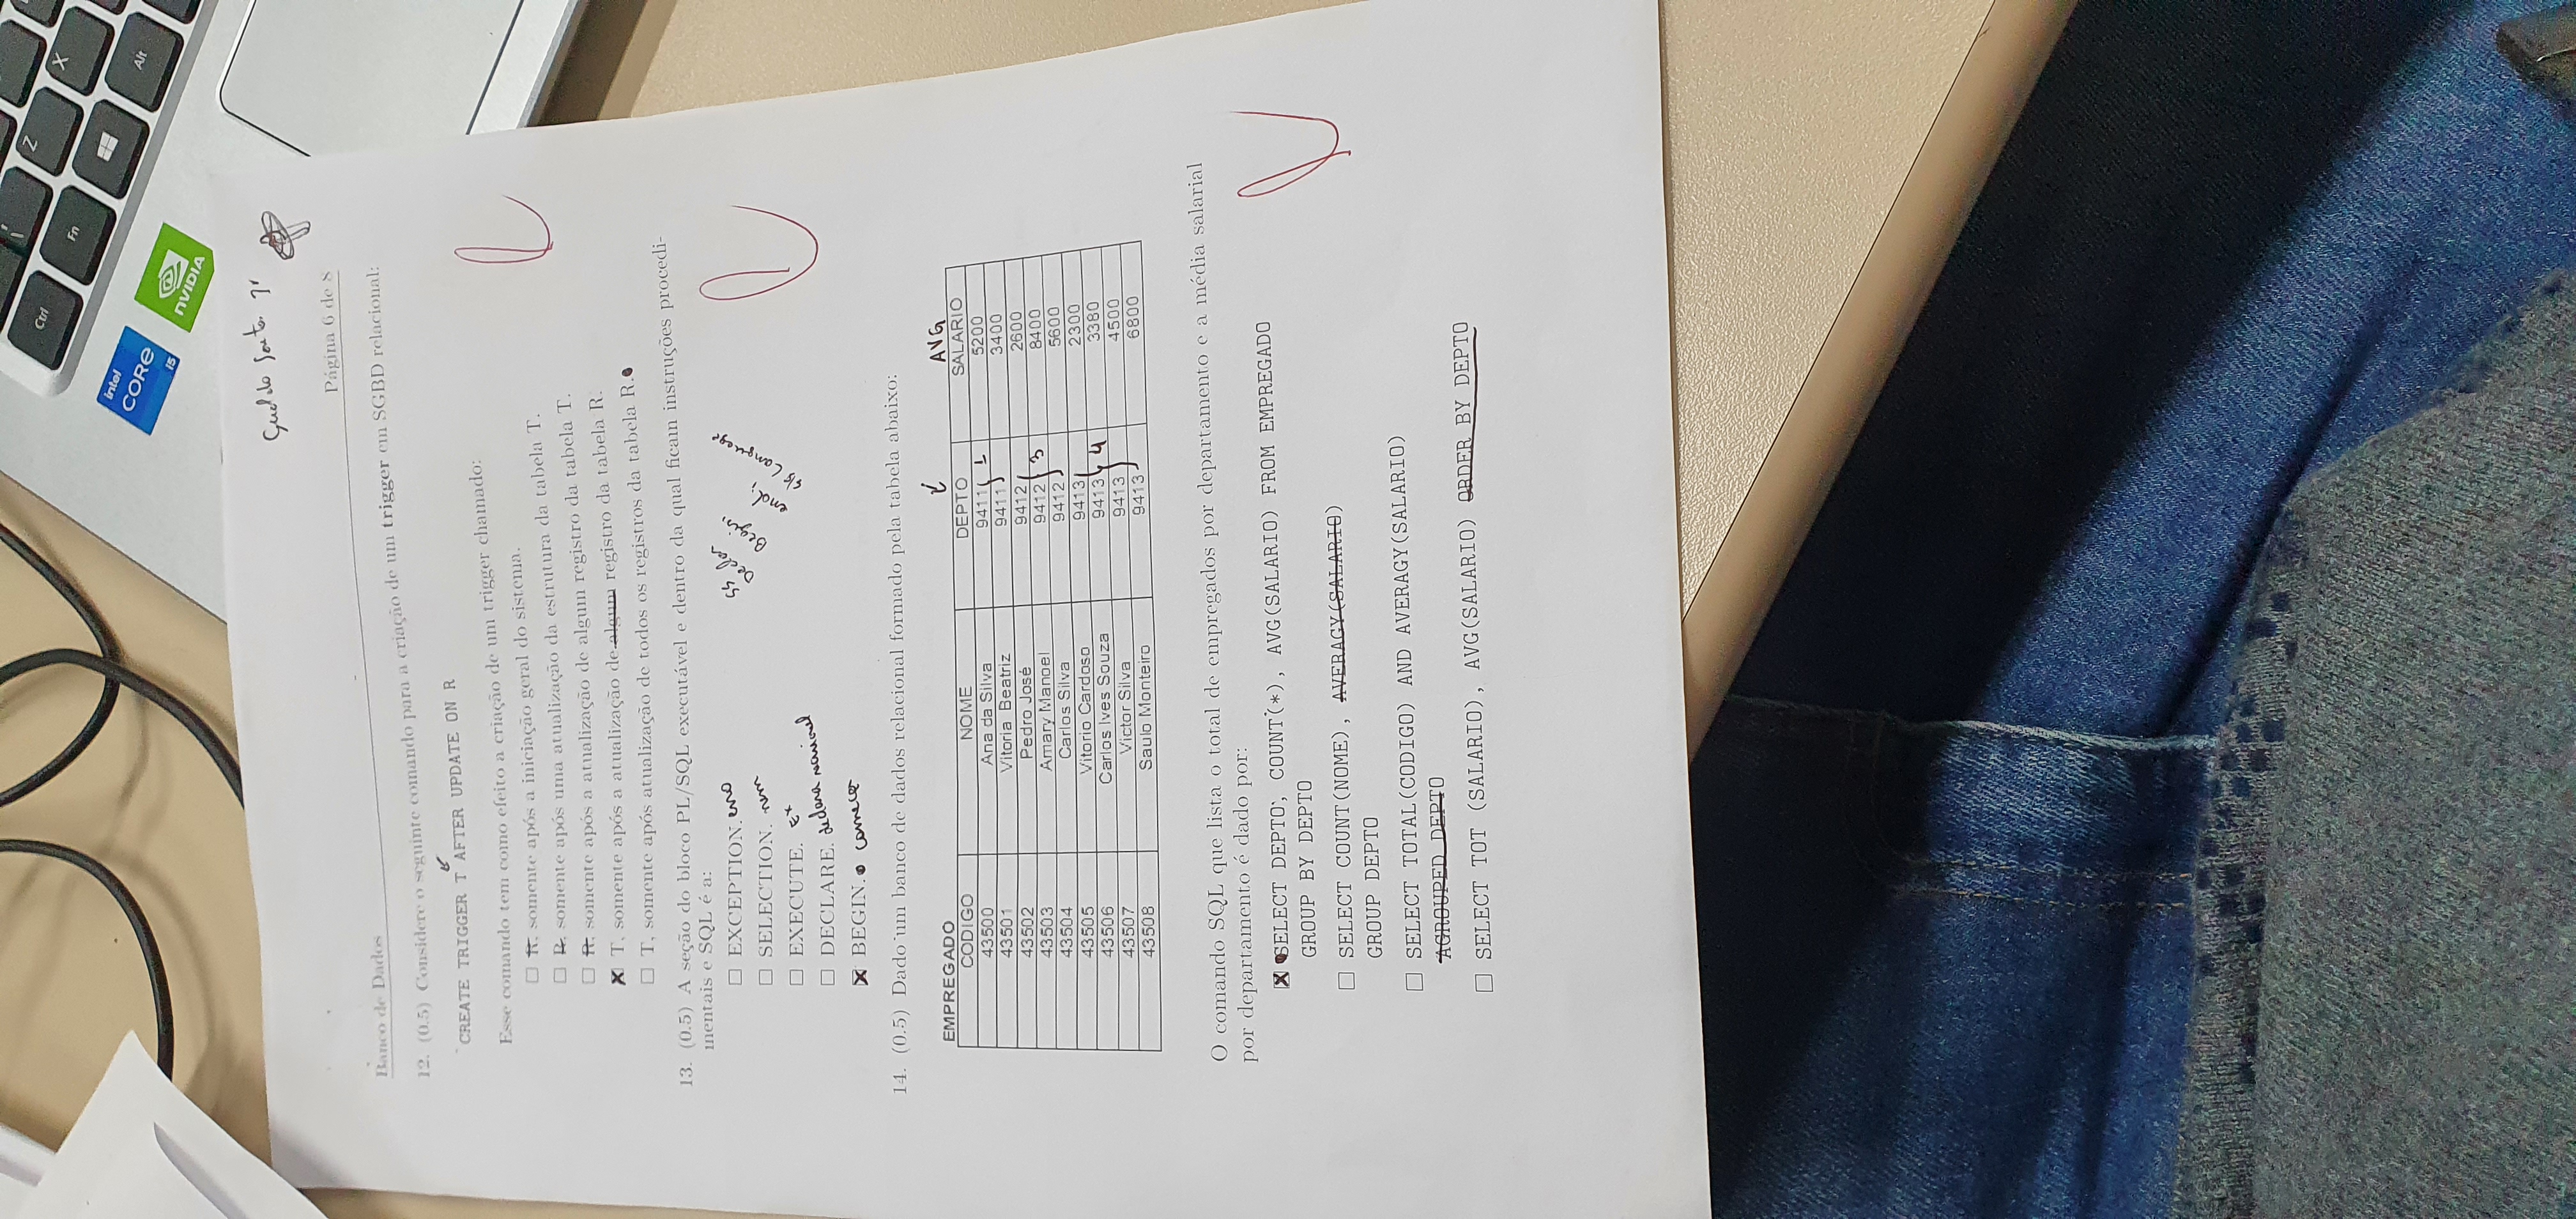 Z
X
Ctrl
Fn
Alt
intel
CORE
i5
NVIDIA
Página 6 de 8
Banco de Dados
12. (0.5) Considere o seguinte comando para a criação de um trigger em SGBD relacional:
CREATE TRIGGER T AFTER UPDATE ON R
Esse comando tem como efeito a criação de um trigger chamado:
R, somente após a iniciação geral do sistema.
R, somente após uma atualização da estrutura da tabela T.
R, somente após a atualização de algum registro da tabela T.
X T, somente após a atualização de algum registro da tabela R.
T, somente após atualização de todos os registros da tabela R.
13. (0.5) A seção do bloco PL/SQL executável e dentro da qual ficam instruções procedi-
mentais e SQL é a:
EXCEPTION. erro
SELECTION. nem
EXECUTE. Ex
DECLARE. declara
X BEGIN. começa
Declar
Begin
end;
Language
14. (0.5) Dado um banco de dados relacional formado pela tabela abaixo:
AVG
EMPREGADO
CODIGO NOME DEPTO SALARIO
43500 Ana da Silva 9411 5200
43501 Vitoria Beatriz 9411 3400
43502 Pedro José 9412 2600
43503 Amary Manoel 9412 3 8400
43504 Carlos Silva 9412 5600
43505 Vitorio Cardoso 9413 2300
43506 Carlos Ives Souza 9413 4 3380
43507 Victor Silva 9413 4500
43508 Saulo Monteiro 9413 6800
O comando SQL que lista o total de empregados por departamento e a média salarial
por departamento é dado por:
X SELECT DEPTO, COUNT(*), AVG(SALARIO) FROM EMPREGADO
GROUP BY DEPTO
SELECT COUNT(NOME), AVERAGY(SALARIO)
GROUP DEPTO
SELECT TOTAL(CODIGO) AND AVERAGY(SALARIO)
AGROUPED DEPTO
SELECT TOT (SALARIO), AVG(SALARIO) ORDER BY DEPTO